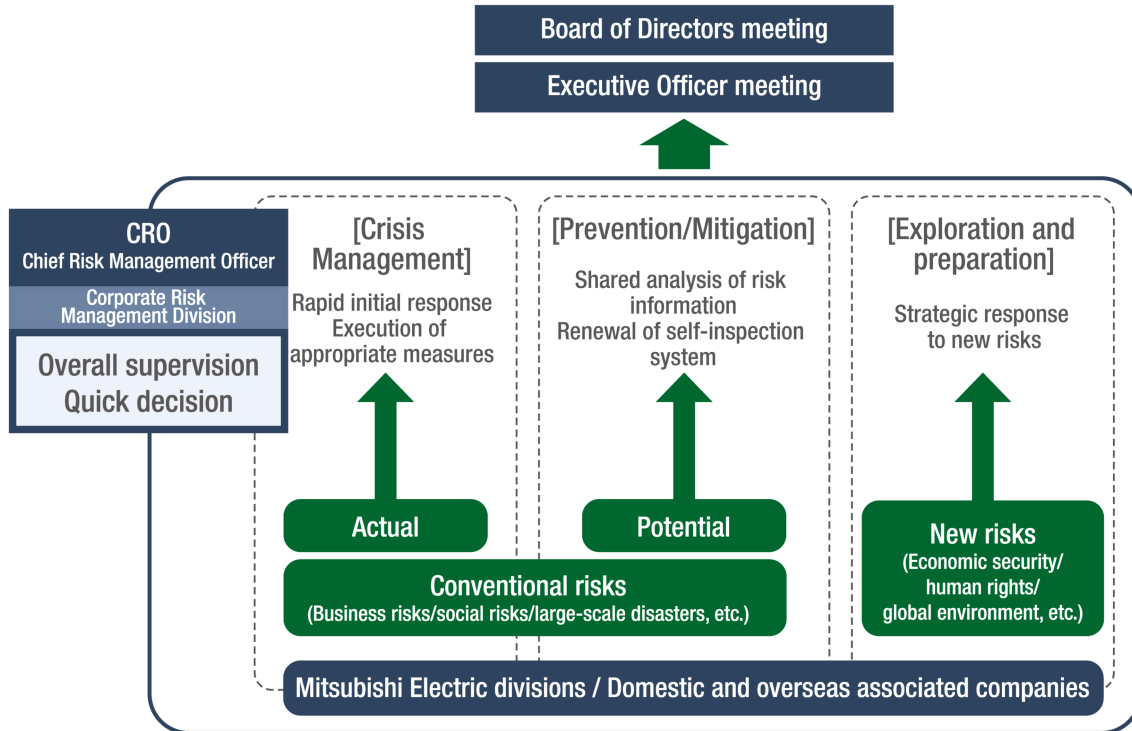 Board of Directors meeting
Executive Officer meeting
CRO
Chief Risk Management Officer
Corporate Risk
Management Division
Overall supervision
Quick decision
[Crisis
Management]
Rapid initial response
Execution of
appropriate measures
[Prevention/Mitigation]
Shared analysis of risk
information
Renewal of self-inspection
system
[Exploration and
preparation]
Strategic response
to new risks
Actual
Potential
Conventional risks
(Business risks/social risks/large-scale disasters, etc.)
New risks
(Economic security/
human rights/
global environment, etc.)
Mitsubishi Electric divisions / Domestic and overseas associated companies